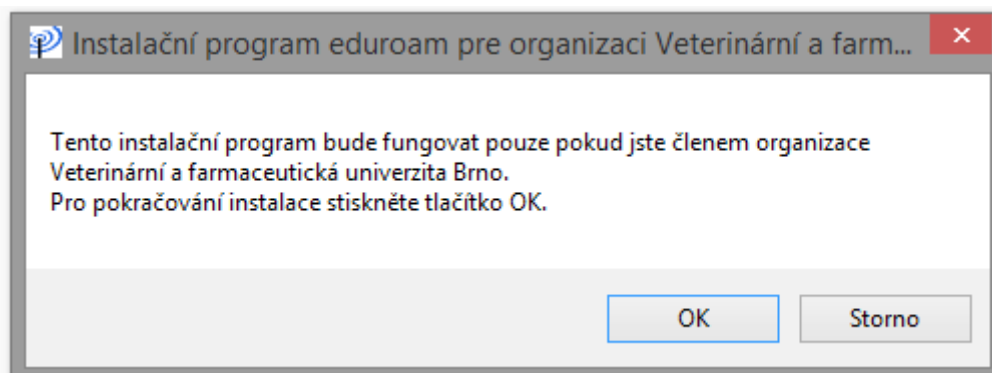 Instalační program eduroam pre organizaci Veterinární a farm...
Tento instalační program bude fungovat pouze pokud jste členem organizace
Veterinární a farmaceutická univerzita Brno.
Pro pokračování instalace stiskněte tlačítko OK.
OK
Storno